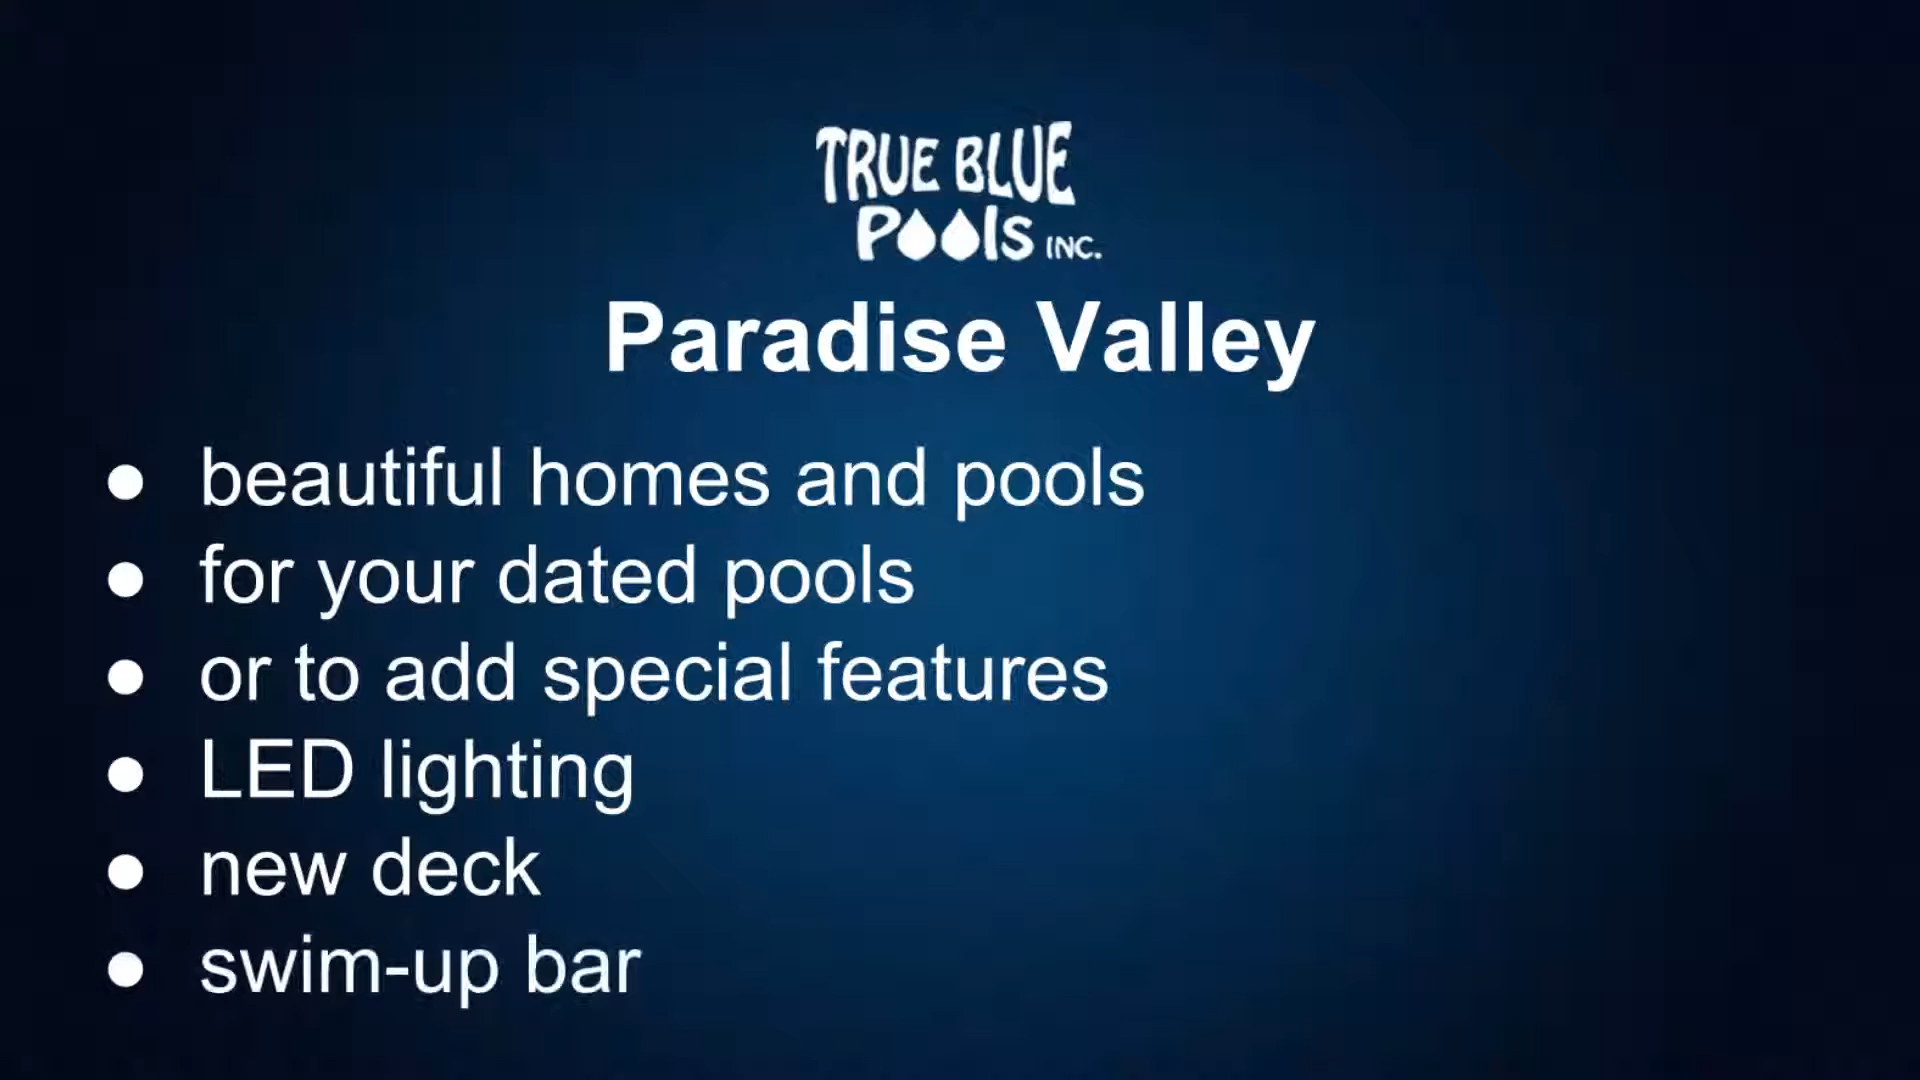 TRUE BLUE
Pools INC.
Paradise Valley
● beautiful homes and pools
● for your dated pools
● or to add special features
● LED lighting
● new deck
● swim-up bar